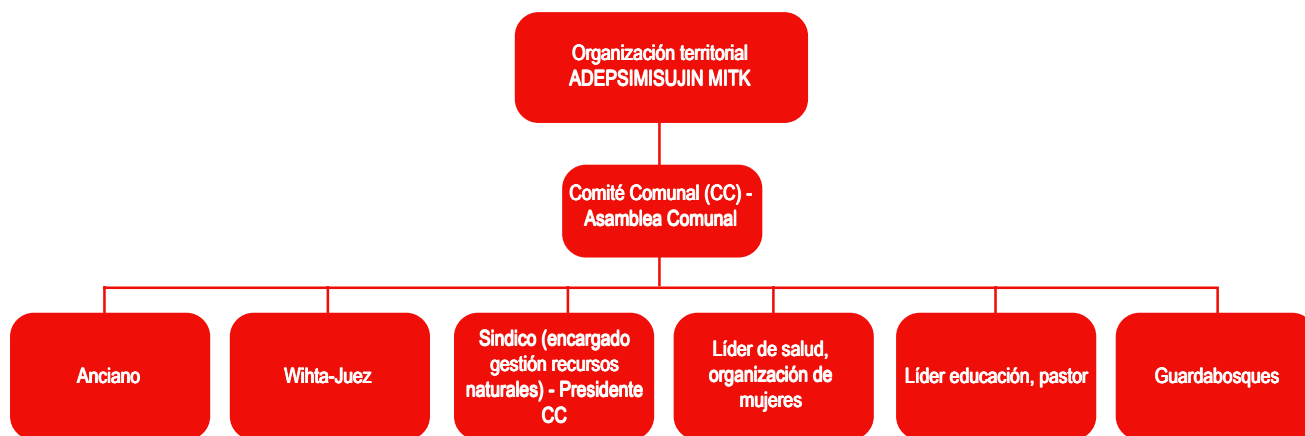 Organización territorial
ADEPSIMISUJIN MITK
Comité Comunal (CC) -
Asamblea Comunal
Anciano
Wihta-Juez
Sindico (encargado
gestión recursos
naturales) - Presidente
CC
Líder de salud,
organización de
mujeres
Líder educación, pastor
Guardabosques